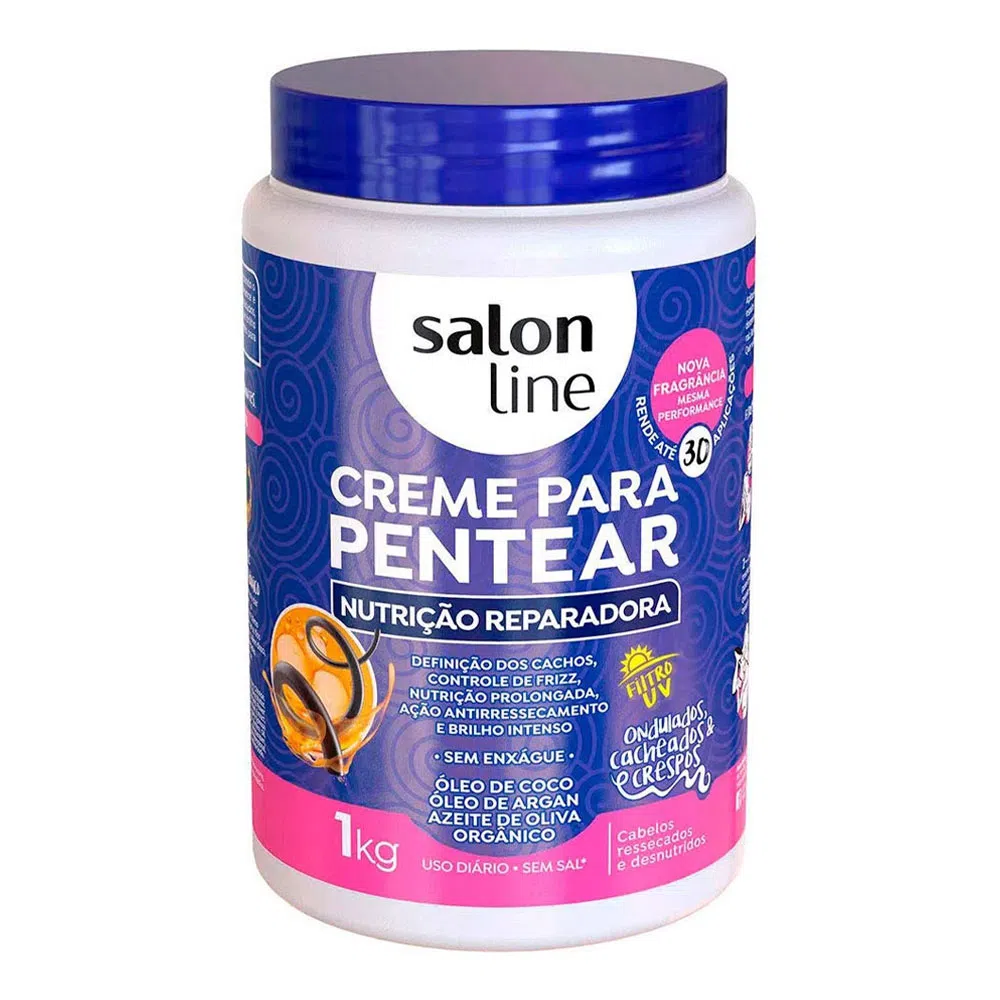 salon
line
NOVA
FRAGRÂNCIA
MESMA
PERFORMANCE
RENDE ATÉ 30 APLICAÇÕES
CREME PARA
PENTEAR
NUTRIÇÃO REPARADORA
DEFINIÇÃO DOS CACHOS,
CONTROLE DE FRIZZ,
NUTRIÇÃO PROLONGADA,
AÇÃO ANTIRRESSECAMENTO
E BRILHO INTENSO
• SEM ENXÁGUE •
ÓLEO DE COCO
ÓLEO DE ARGAN
AZEITE DE OLIVA
ORGÂNICO
FILTRO
UV
ONDULADOS,
CACHEADOS &
e CRESPOS
1kg
USO DIÁRIO • SEM SAL*
Cabelos
ressecados
e desnutridos